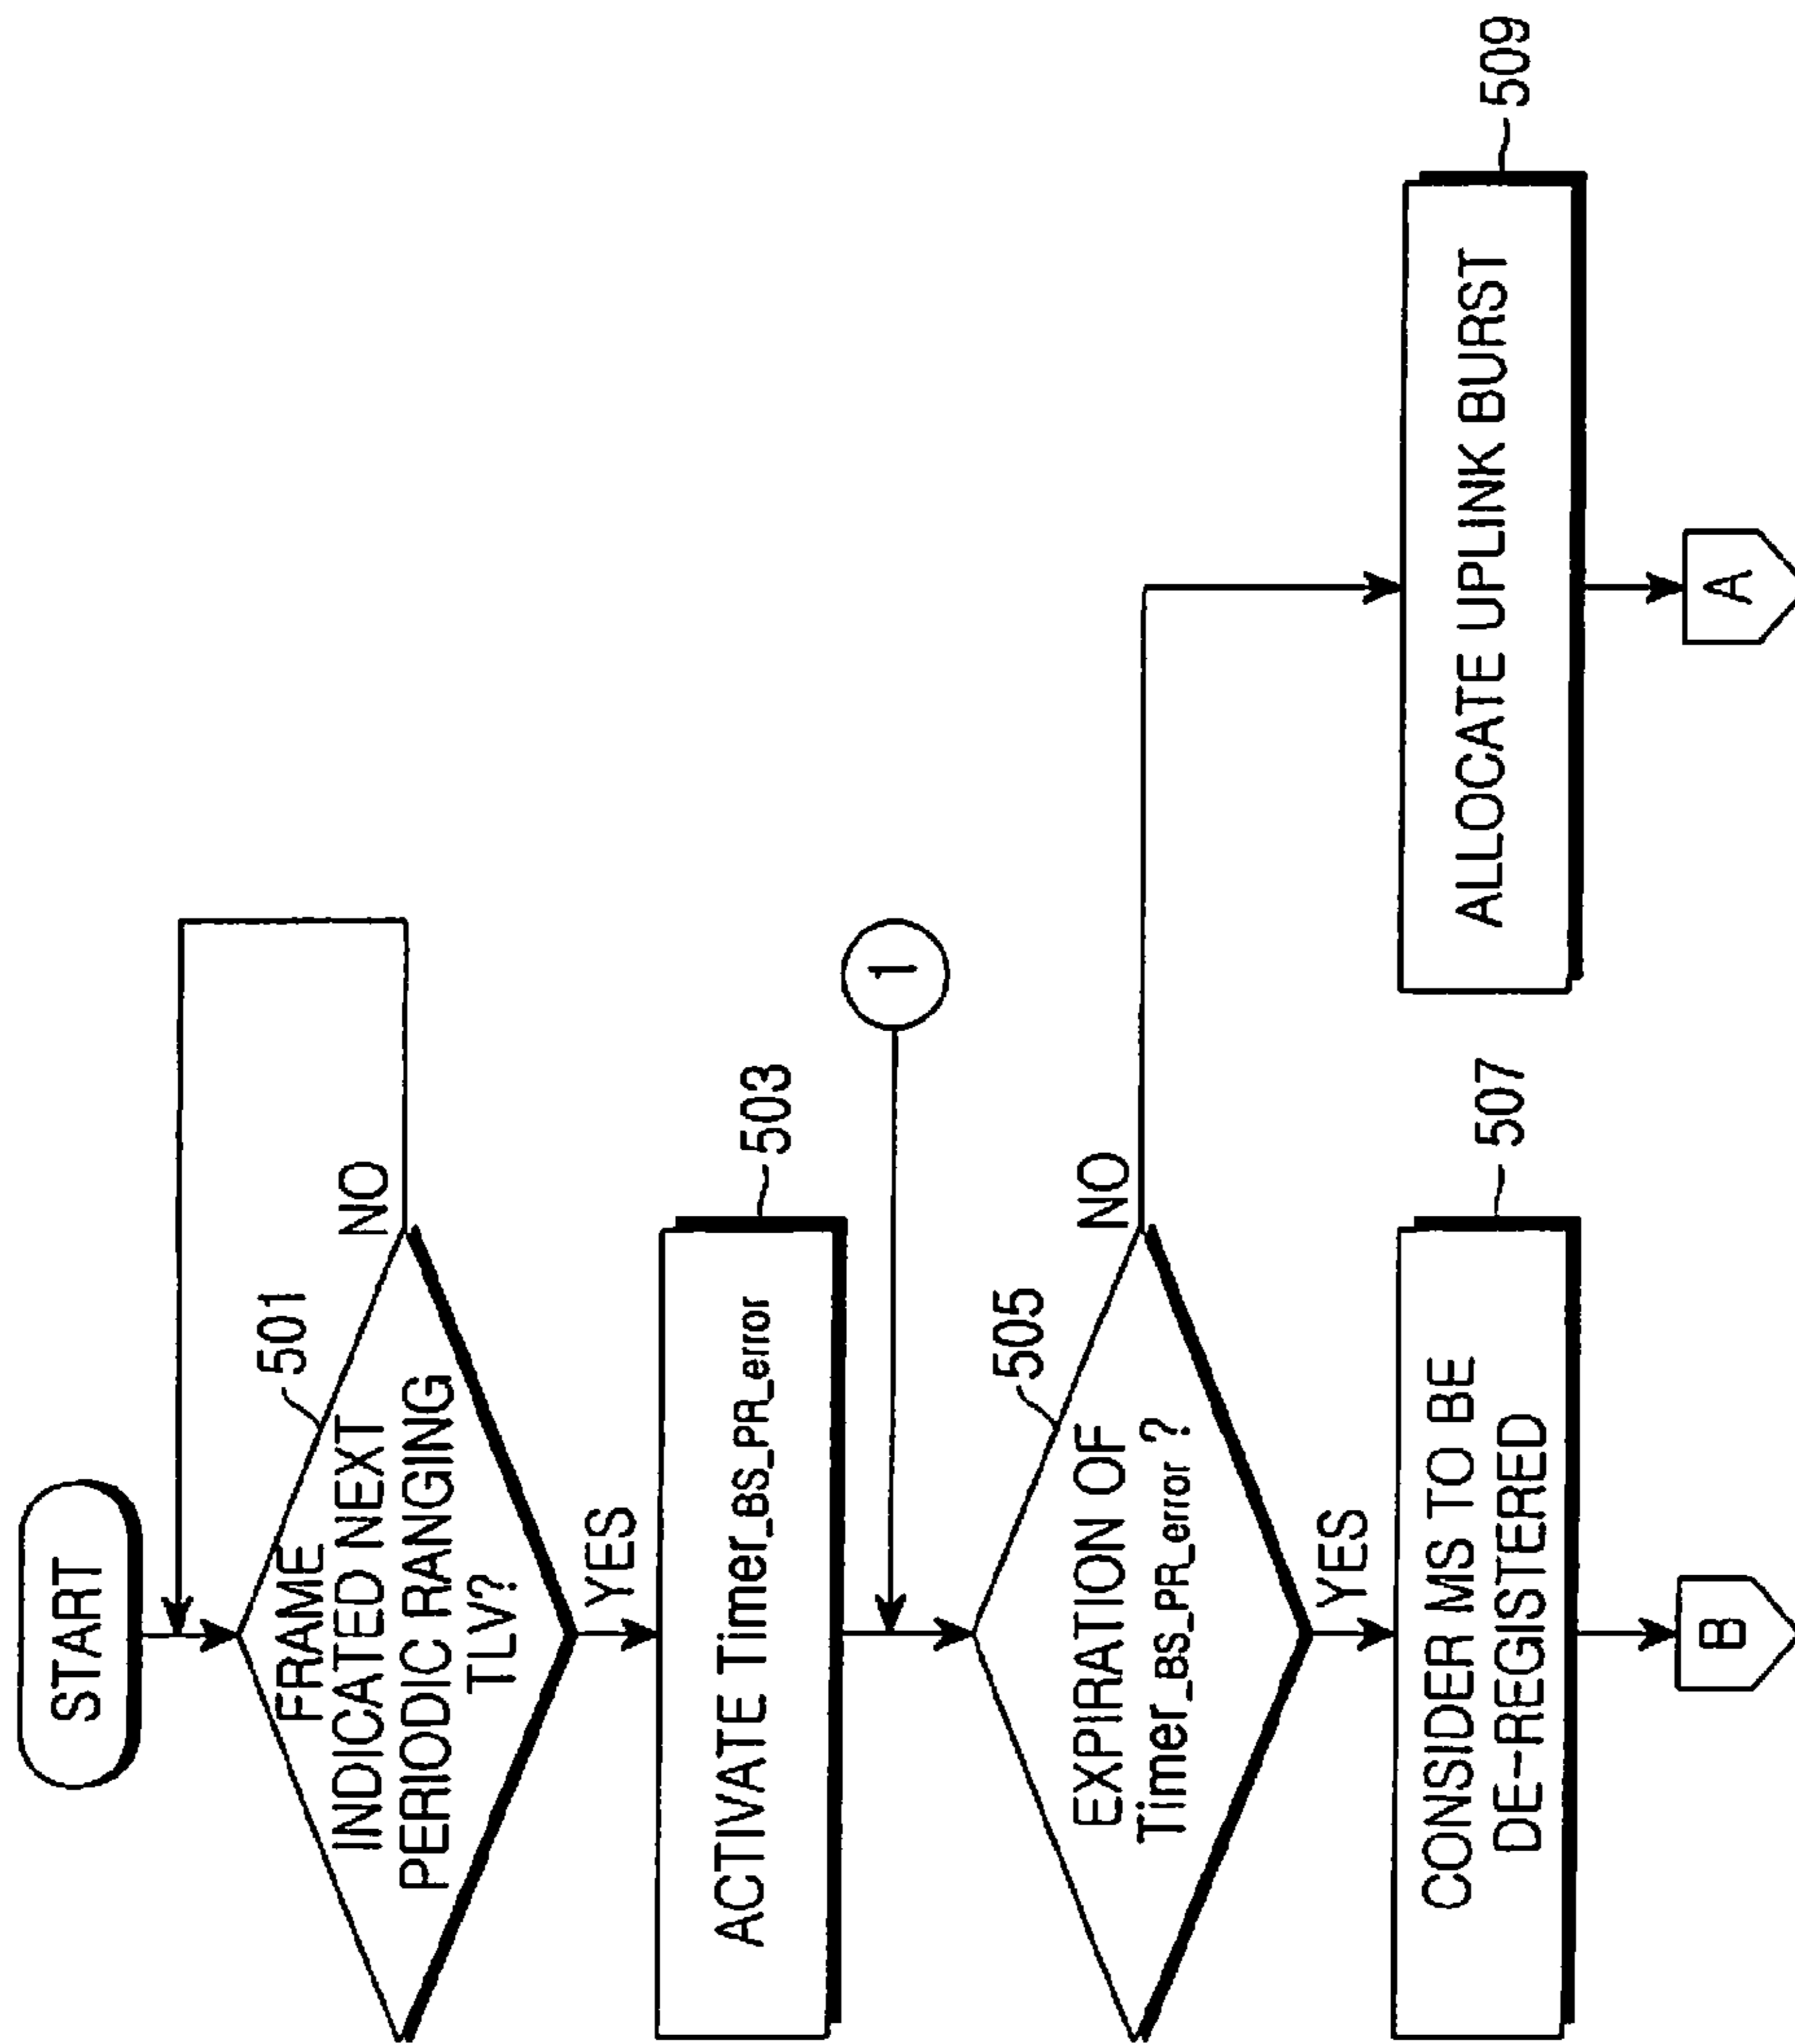 START
501
FRAME
INDICATED NEXT
PERIODIC RANGING
TLV?
NO
YES
503
ACTIVATE Timer_BS_PR_error
1
505
EXPIRATION OF
Timer_BS_PR_error ?
NO
YES
507
CONSIDER MS TO BE
DE-REGISTERED
509
ALLOCATE UPLINK BURST
B
A